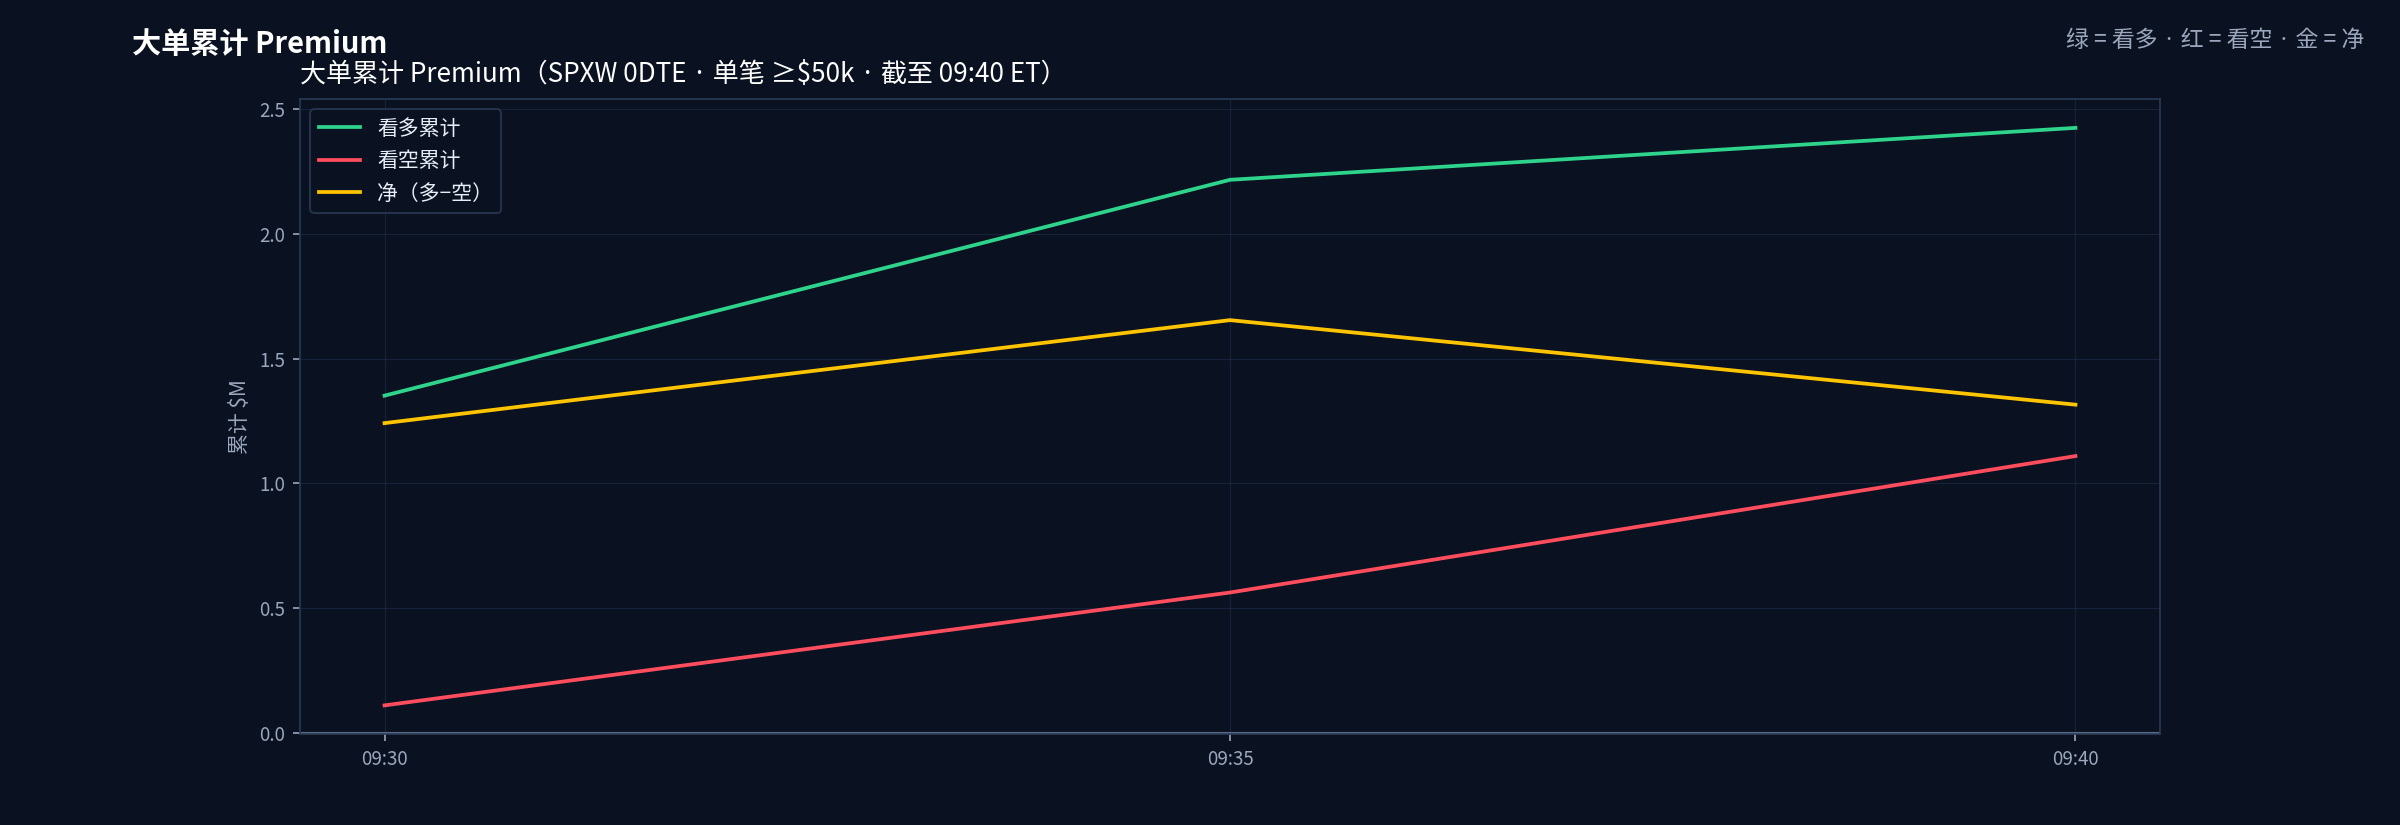 大单累计 Premium
绿 = 看多 · 红 = 看空 · 金 = 净
大单累计 Premium（SPXW 0DTE · 单笔 ≥$50k · 截至 09:40 ET）
看多累计
看空累计
净（多−空）
累计 $M
2.5
2.0
1.5
1.0
0.5
0.0
09:30
09:35
09:40